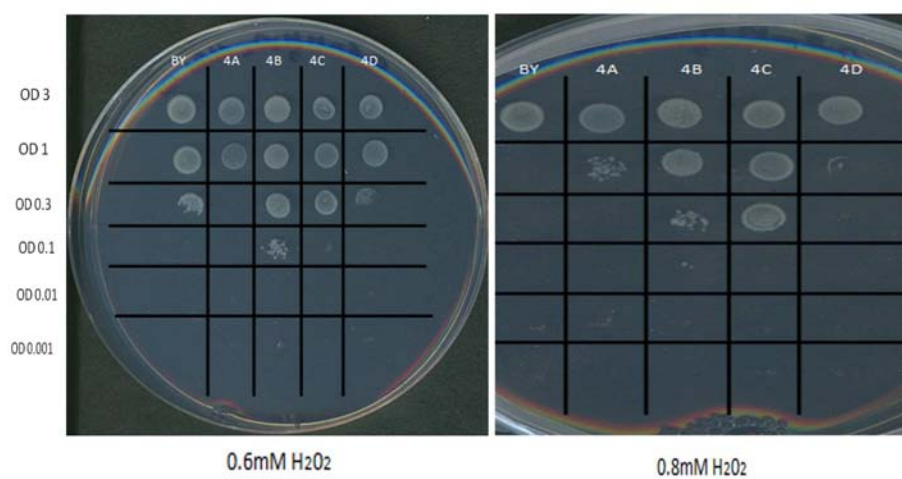 BY 4A 4B 4C 4D
BY 4A 4B 4C 4D
OD 3
OD 1
OD 0.3
OD 0.1
OD 0.01
OD 0.001
0.6mM H2O2
0.8mM H2O2